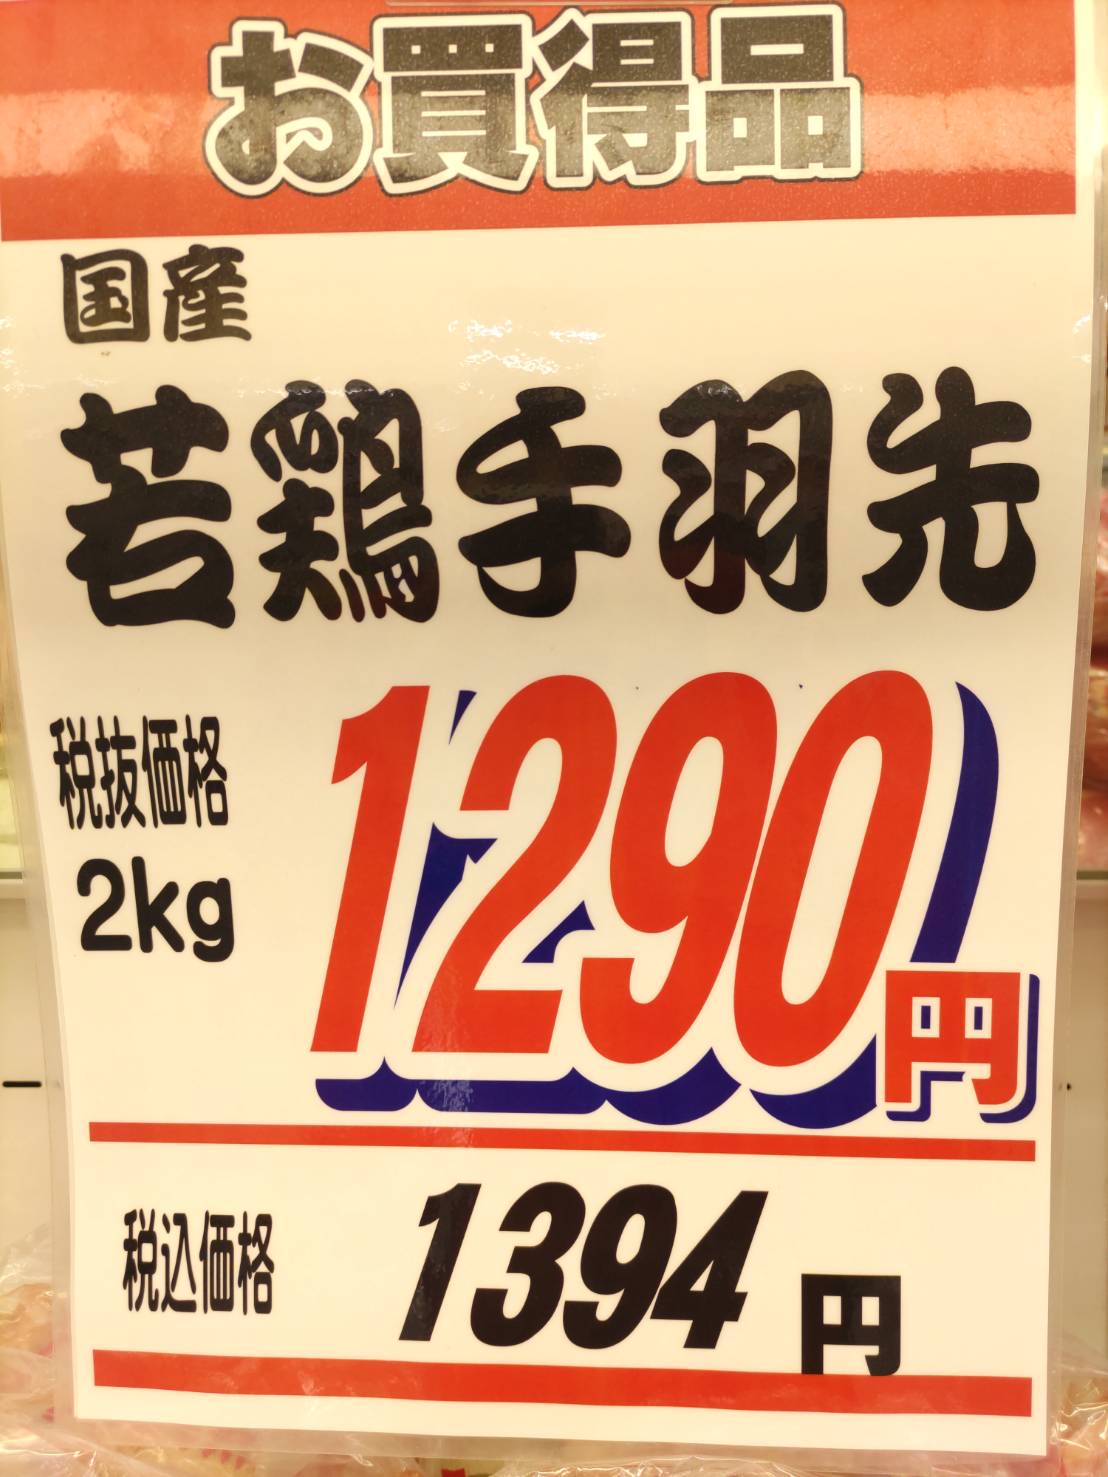 お買得品
国産
若鶏手羽先
税抜価格
2kg
1290円
税込価格
1394円